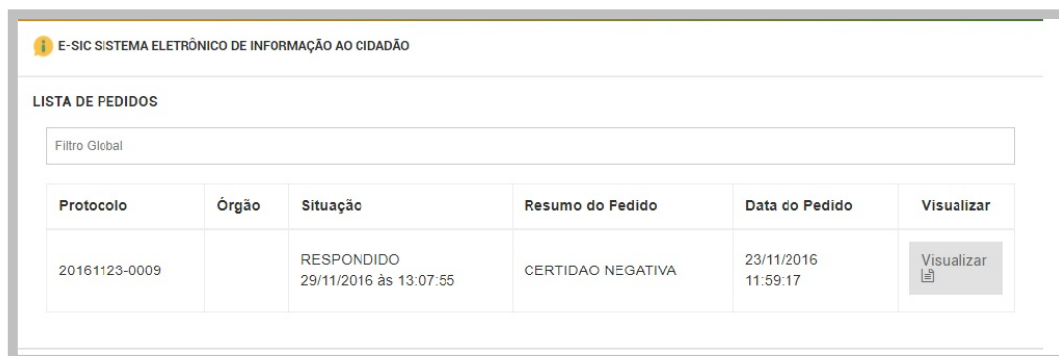 E-SIC SISTEMA ELETRÔNICO DE INFORMAÇÃO AO CIDADÃO
LISTA DE PEDIDOS
Filtro Global
Protocolo Órgão Situação Resumo do Pedido Data do Pedido Visualizar
20161123-0009 RESPONDIDO CERTIDAO NEGATIVA 23/11/2016 Visualizar
29/11/2016 às 13:07:55 11:59:17